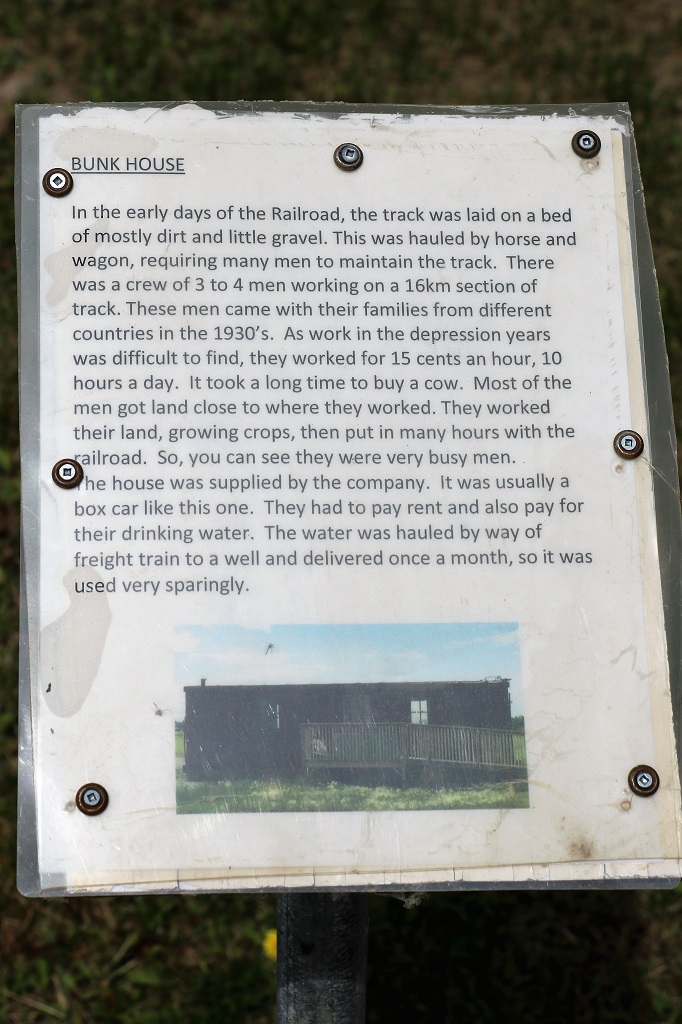 BUNK HOUSE
In the early days of the Railroad, the track was laid on a bed
of mostly dirt and little gravel. This was hauled by horse and
wagon, requiring many men to maintain the track. There
was a crew of 3 to 4 men working on a 16km section of
track. These men came with their families from different
countries in the 1930's. As work in the depression years
was difficult to find, they worked for 15 cents an hour, 10
hours a day. It took a long time to buy a cow. Most of the
men got land close to where they worked. They worked
their land, growing crops, then put in many hours with the
railroad. So, you can see they were very busy men.
The house was supplied by the company. It was usually a
box car like this one. They had to pay rent and also pay for
their drinking water. The water was hauled by way of
freight train to a well and delivered once a month, so it was
used very sparingly.